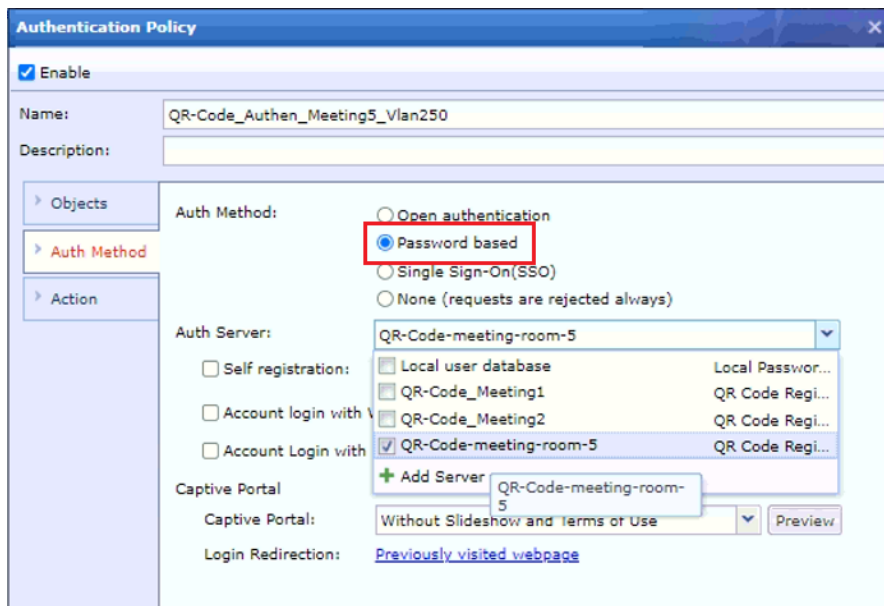 Authentication Policy
Enable
Name:
QR-Code_Authen_Meeting5_Vlan250
Description:
Objects
Auth Method
Action
Auth Method:
Open authentication
Password based
Single Sign-On(SSO)
None (requests are rejected always)
Auth Server:
QR-Code-meeting-room-5
Self registration:
Account login with
Account Login with
Local user database Local Passwor...
QR-Code_Meeting1 QR Code Regi...
QR-Code_Meeting2 QR Code Regi...
QR-Code-meeting-room-5 QR Code Regi...
Add Server
QR-Code-meeting-room-
5
Captive Portal
Captive Portal:
Without Slideshow and Terms of Use
Preview
Login Redirection:
Previously visited webpage